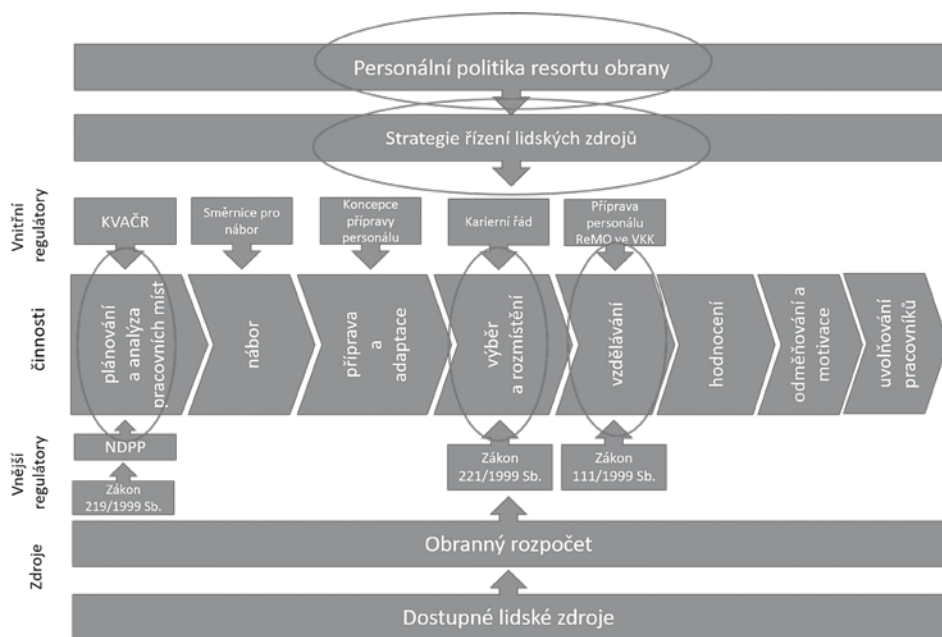 Personální politika resortu obrany
Strategie řízení lidských zdrojů
Vnitřní
regulátory
KVAČR
Směrnice pro
nábor
Koncepce
přípravy
personálu
Karierní řád
Příprava
personálu
ReMO ve VKK
činnosti
plánování
a analýza
pracovních míst
nábor
příprava
a
adaptace
výběr
a rozmístění
vzdělávání
hodnocení
odměňování a
motivace
uvolňování
pracovníků
Vnější
regulátory
NDPP
Zákon
219/1999 Sb.
Zákon
221/1999 Sb.
Zákon
111/1999 Sb.
Zdroje
Obranný rozpočet
Dostupné lidské zdroje